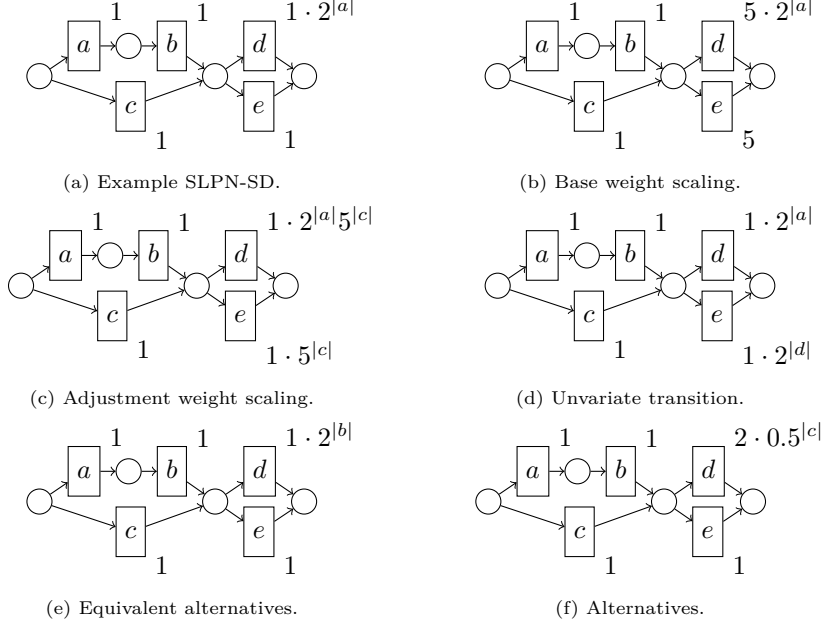 1 1 1 · 2^{|a|}
a b d
c e
1 1
(a) Example SLPN-SD.
1 1 5 · 2^{|a|}
a b d
c e
1 5
(b) Base weight scaling.
1 1 1 · 2^{|a|}5^{|c|}
a b d
c e
1 1 · 5^{|c|}
(c) Adjustment weight scaling.
1 1 1 · 2^{|a|}
a b d
c e
1 1 · 2^{|d|}
(d) Unvariate transition.
1 1 1 · 2^{|b|}
a b d
c e
1 1
(e) Equivalent alternatives.
1 1 2 · 0.5^{|c|}
a b d
c e
1 1
(f) Alternatives.